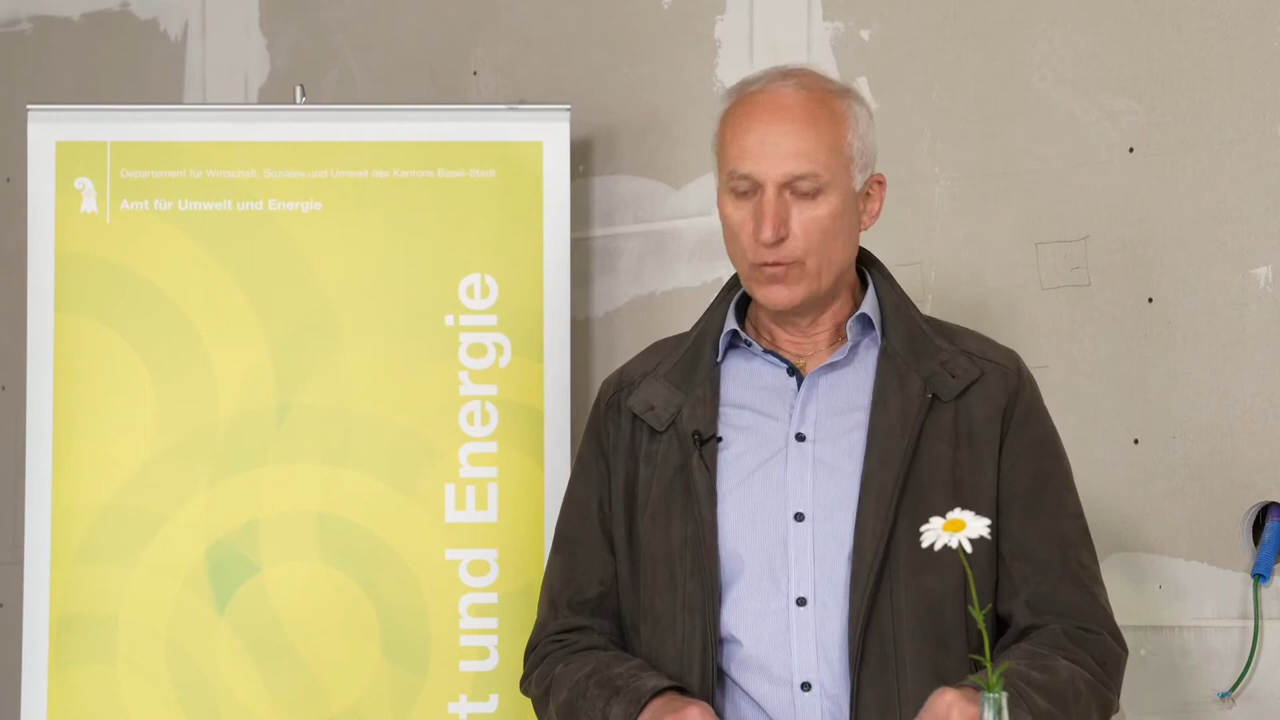 Departement für Wirtschaft, Soziales und Umwelt des Kantons Basel-Stadt
Amt für Umwelt und Energie
t und Energie